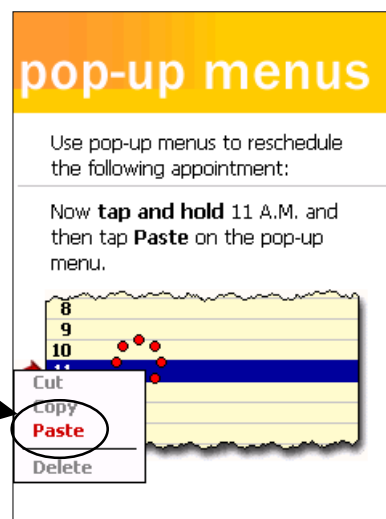 pop-up menus
Use pop-up menus to reschedule
the following appointment:
Now tap and hold 11 A.M. and
then tap Paste on the pop-up
menu.
8
9
10
11
Cut
Copy
Paste
Delete